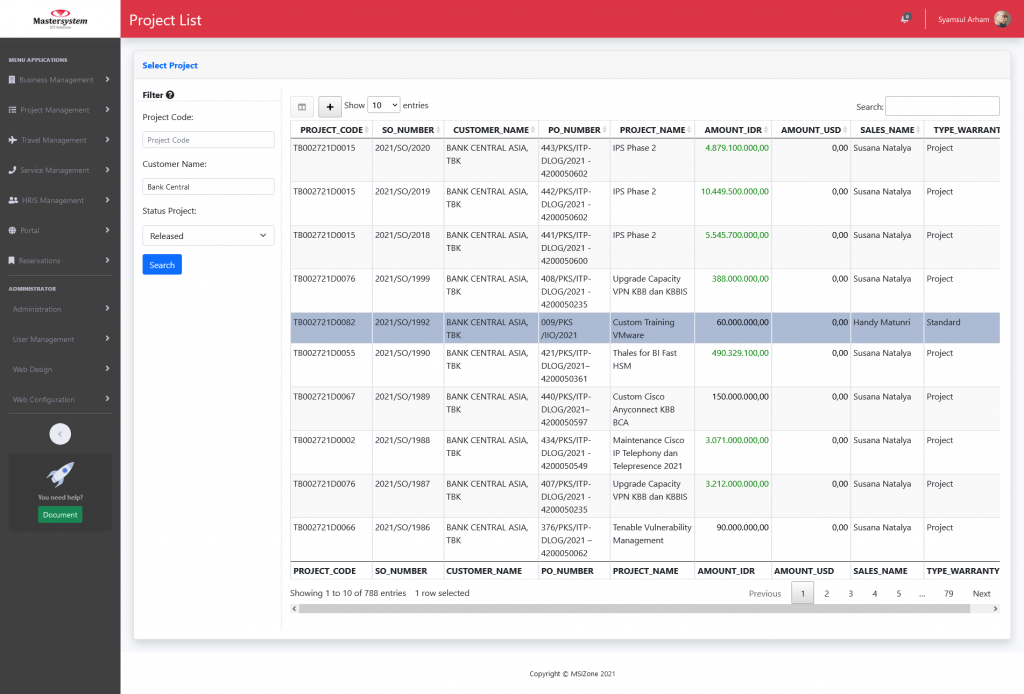 Mastersystem
Project List
Syamsul Arham
MENU APPLICATIONS
Business Management
Project Management
Travel Management
Service Management
HRIS Management
Portal
Reservations
ADMINISTRATOR
Administration
User Management
Web Design
Web Configuration
You need help?
Document
Select Project
Filter
Project Code:
Project Code
Customer Name:
Bank Central
Status Project:
Released
Search
Show 10 entries
Search:
PROJECT_CODE SO_NUMBER CUSTOMER_NAME PO_NUMBER PROJECT_NAME AMOUNT_IDR AMOUNT_USD SALES_NAME TYPE_WARRANT
TB002721D0015 2021/SO/2020 BANK CENTRAL ASIA, 443/PKS/ITP- IPS Phase 2 4.879.100.000,00 0,00 Susana Natalya Project
TBK DLOG/2021 -
4200050602
TB002721D0015 2021/SO/2019 BANK CENTRAL ASIA, 442/PKS/ITP- IPS Phase 2 10.449.500.000,00 0,00 Susana Natalya Project
TBK DLOG/2021 -
4200050602
TB002721D0015 2021/SO/2018 BANK CENTRAL ASIA, 441/PKS/ITP- IPS Phase 2 5.545.700.000,00 0,00 Susana Natalya Project
TBK DLOG/2021 -
4200050600
TB002721D0076 2021/SO/1999 BANK CENTRAL ASIA, 408/PKS/ITP- Upgrade Capacity 388.000.000,00 0,00 Susana Natalya Project
TBK DLOG/2021 - VPN KBB dan KBBIS
4200050235
TB002721D0082 2021/SO/1992 BANK CENTRAL ASIA, 009/PKS Custom Training 60.000.000,00 0,00 Handy Matunri Standard
TBK /IIO/2021 VMware
TB002721D0055 2021/SO/1990 BANK CENTRAL ASIA, 421/PKS/ITP- Thales for BI Fast 490.329.100,00 0,00 Susana Natalya Project
TBK DLOG/2021– HSM
4200050361
TB002721D0067 2021/SO/1989 BANK CENTRAL ASIA, 440/PKS/ITP- Custom Cisco 150.000.000,00 0,00 Susana Natalya Project
TBK DLOG/2021– Anyconnect KBB
4200050597 BCA
TB002721D0002 2021/SO/1988 BANK CENTRAL ASIA, 434/PKS/ITP- Maintenance Cisco 3.071.000.000,00 0,00 Susana Natalya Project
TBK DLOG/2021 - IP Telephony dan
4200050549 Telepresence 2021
TB002721D0076 2021/SO/1987 BANK CENTRAL ASIA, 407/PKS/ITP- Upgrade Capacity 3.212.000.000,00 0,00 Susana Natalya Project
TBK DLOG/2021 - VPN KBB dan KBBIS
4200050235
TB002721D0066 2021/SO/1986 BANK CENTRAL ASIA, 376/PKS/ITP- Tenable Vulnerability 90.000.000,00 0,00 Susana Natalya Project
TBK DLOG/2021 – Management
4200050062
PROJECT_CODE SO_NUMBER CUSTOMER_NAME PO_NUMBER PROJECT_NAME AMOUNT_IDR AMOUNT_USD SALES_NAME TYPE_WARRANTY
Showing 1 to 10 of 788 entries 1 row selected
Previous 1 2 3 4 5 ... 79 Next
Copyright © MSIZone 2021